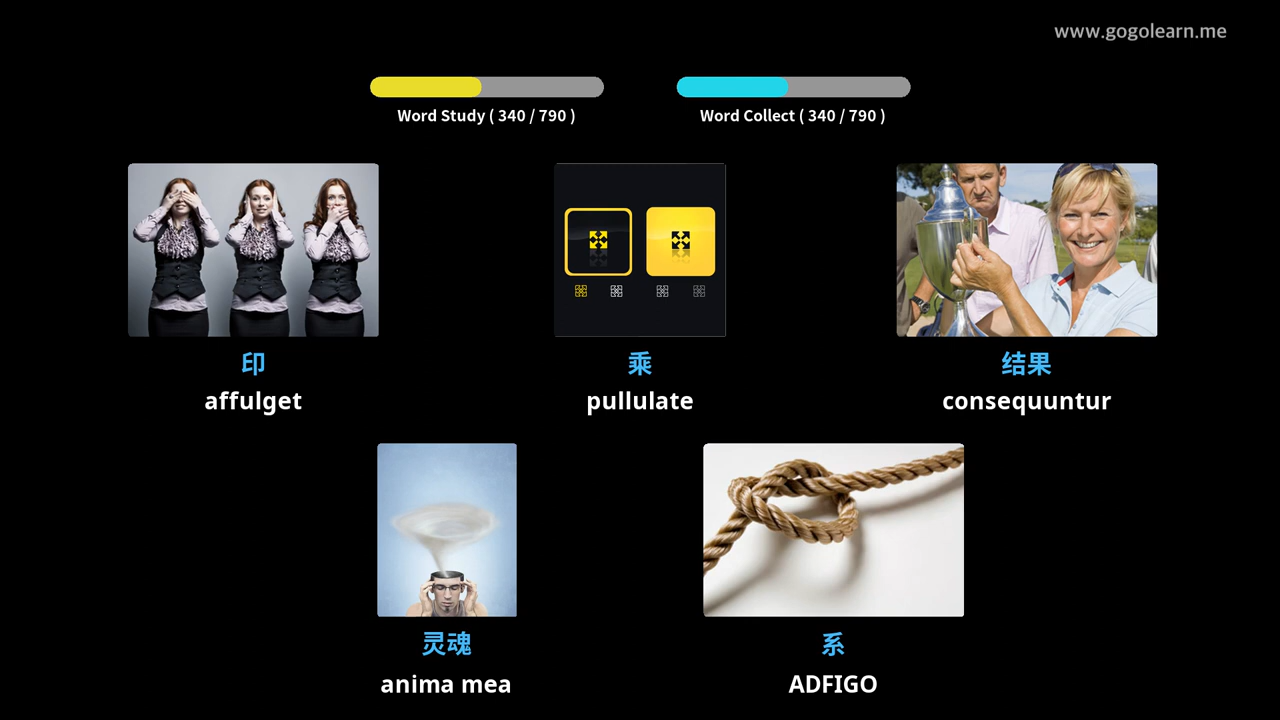 www.gogolearn.me
Word Study ( 340 / 790 )
Word Collect ( 340 / 790 )
印
affulget
乘
pullulate
结果
consequuntur
灵魂
anima mea
系
ADFIGO